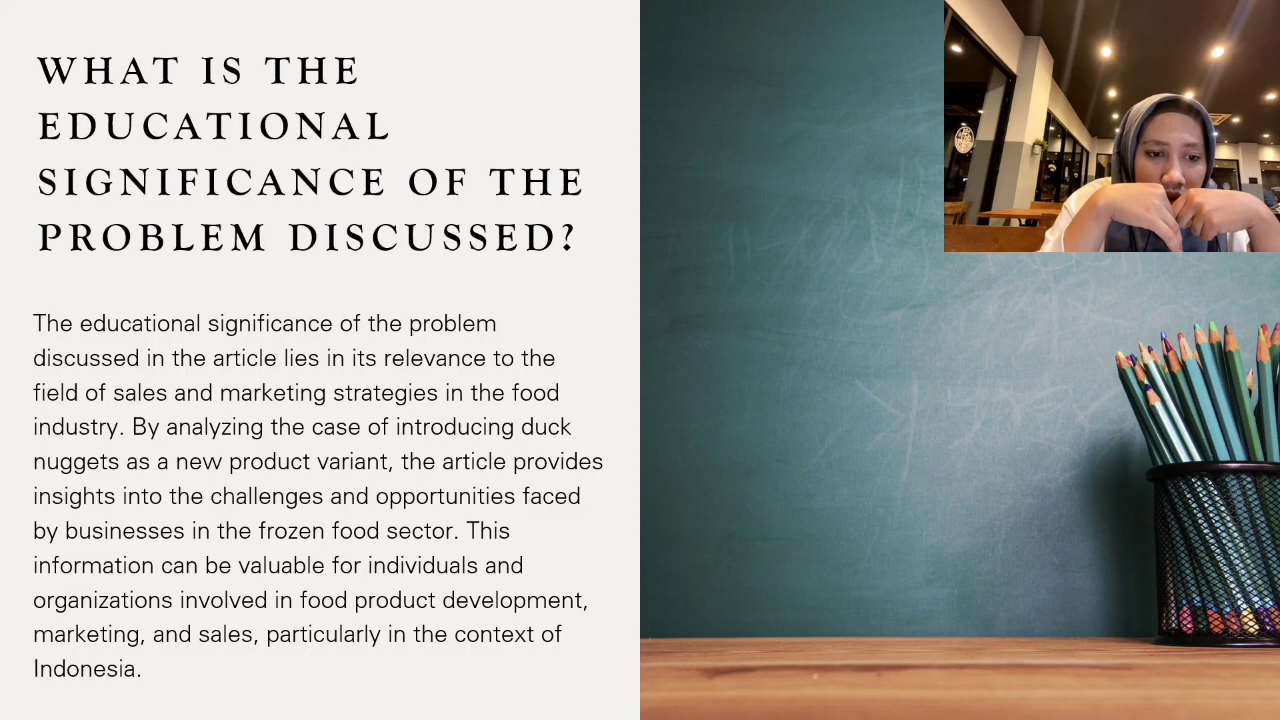 WHAT IS THE
EDUCATIONAL
SIGNIFICANCE OF THE
PROBLEM DISCUSSED?
The educational significance of the problem
discussed in the article lies in its relevance to the
field of sales and marketing strategies in the food
industry. By analyzing the case of introducing duck
nuggets as a new product variant, the article provides
insights into the challenges and opportunities faced
by businesses in the frozen food sector. This
information can be valuable for individuals and
organizations involved in food product development,
marketing, and sales, particularly in the context of
Indonesia.